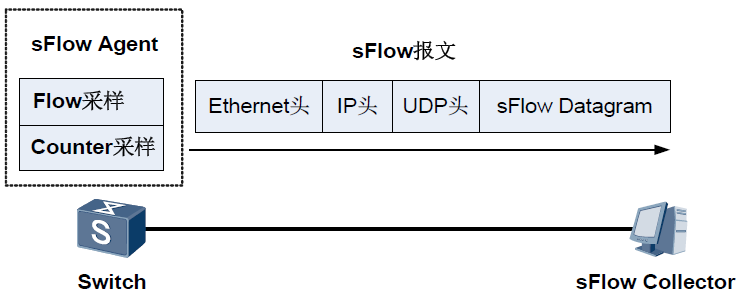 sFlow Agent
Flow采样
Counter采样
sFlow报文
Ethernet头 IP头 UDP头 sFlow Datagram
S
Switch
sFlow Collector